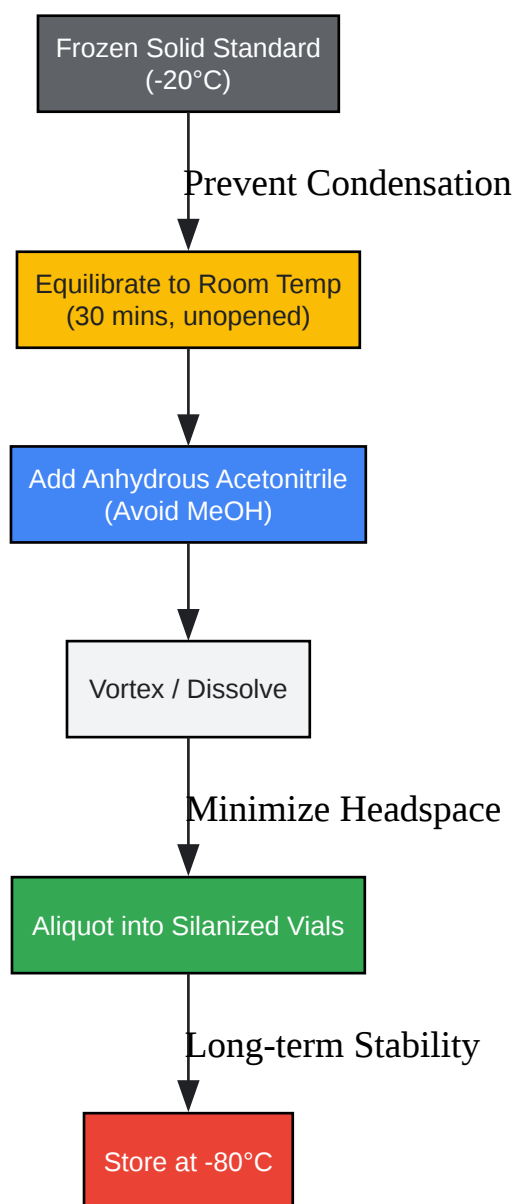 Frozen Solid Standard
(-20°C)
Prevent Condensation
Equilibrate to Room Temp
(30 mins, unopened)
Add Anhydrous Acetonitrile
(Avoid MeOH)
Vortex / Dissolve
Minimize Headspace
Aliquot into Silanized Vials
Long-term Stability
Store at -80°C